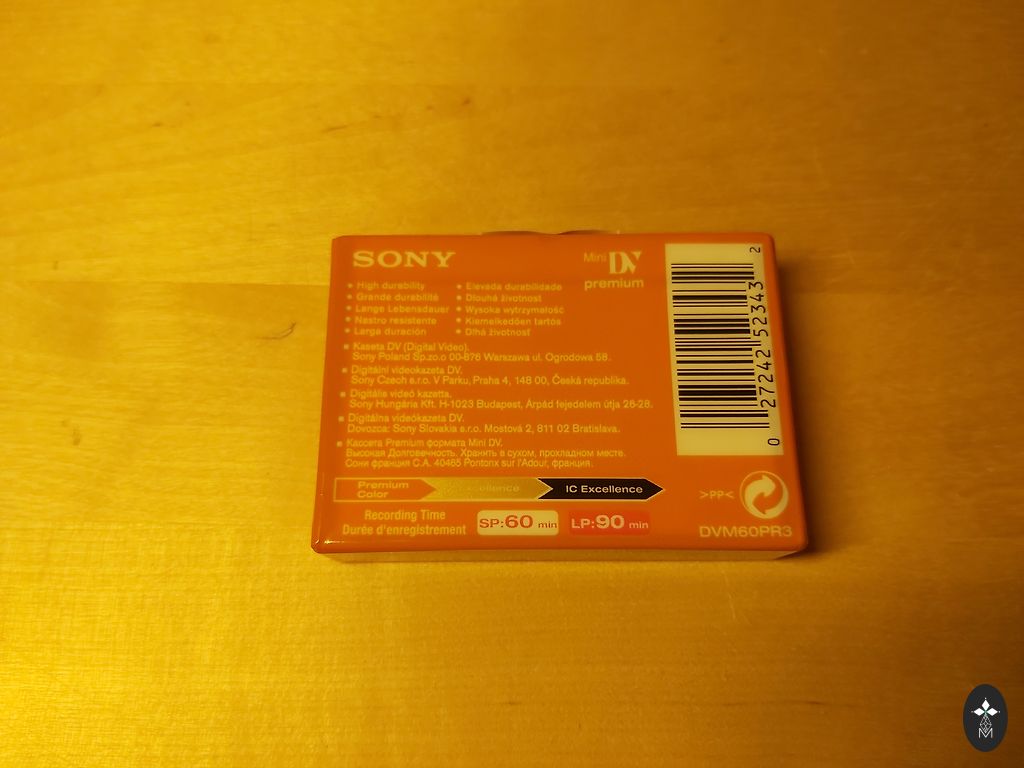 SONY
Mini DV
premium
High durability
Grande durabilité
Lange Lebensdauer
Nastro resistente
Larga duración
Elevada durabilidade
Dlouhá životnost
Wysoka wytrzymałość
Kiemelkedően tartós
Dlhá životnosť
Kaseta DV (Digital Video).
Sony Poland Sp.zo.o 00-876 Warszawa ul. Ogrodowa 58.
Digitální videokazeta DV.
Sony Czech s.r.o. V Parku, Praha 4, 148 00, Česká republika.
Digitális videó kazetta.
Sony Hungária Kft. H-1023 Budapest, Árpád fejedelem útja 26-28.
Digitálna videókazeta DV.
Dovozca: Sony Slovakia s.r.o. Mostová 2, 811 02 Bratislava.
Кассета Premium формата Mini DV.
Высокая Долговечность. Хранить в сухом, прохладном месте.
Сони франция С.А. 40465 Pontonx sur l'Adour, франция.
Premium
Color
Excellence
IC Excellence
Recording Time
Durée d'enregistrement
SP:60 min
LP:90 min
0 27242 52343 2
>PP<
DVM60PR3
M